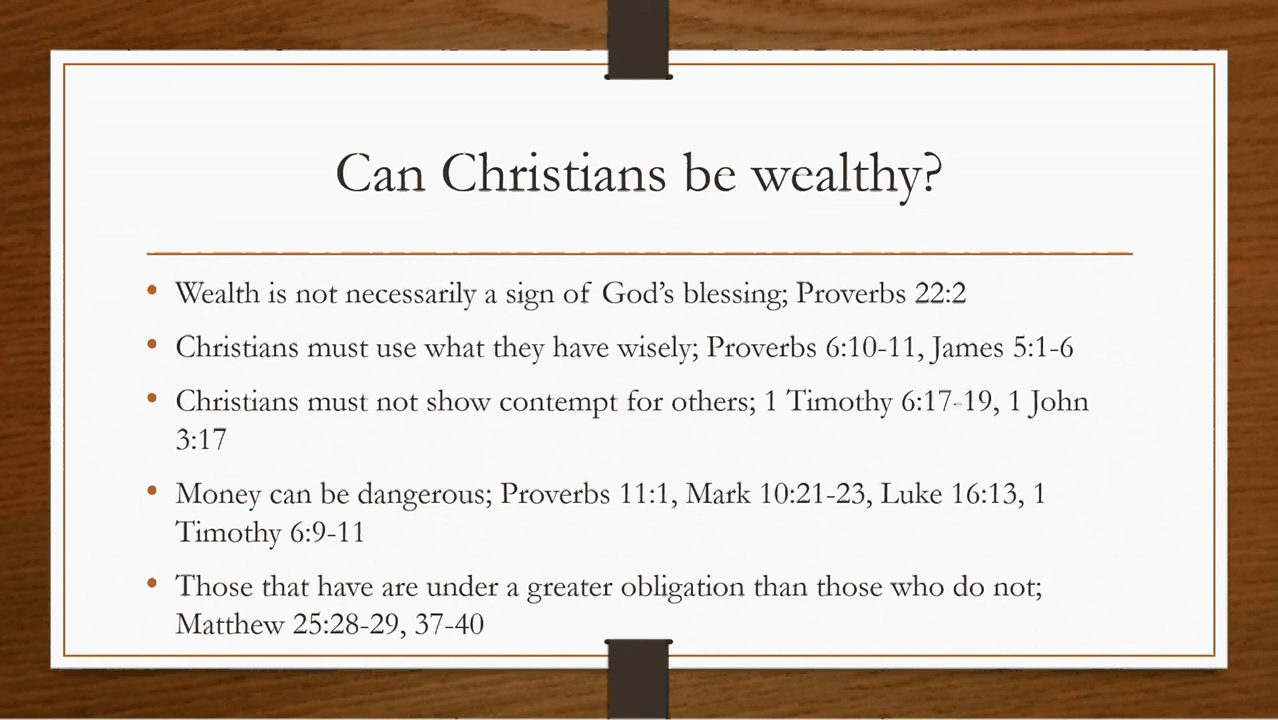 Can Christians be wealthy?
• Wealth is not necessarily a sign of God’s blessing; Proverbs 22:2
• Christians must use what they have wisely; Proverbs 6:10-11, James 5:1-6
• Christians must not show contempt for others; 1 Timothy 6:17-19, 1 John
3:17
• Money can be dangerous; Proverbs 11:1, Mark 10:21-23, Luke 16:13, 1
Timothy 6:9-11
• Those that have are under a greater obligation than those who do not;
Matthew 25:28-29, 37-40